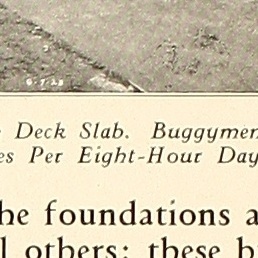 6-7-28
Deck Slab. Buggymen
es Per Eight-Hour Day
he foundations a
l others; these b